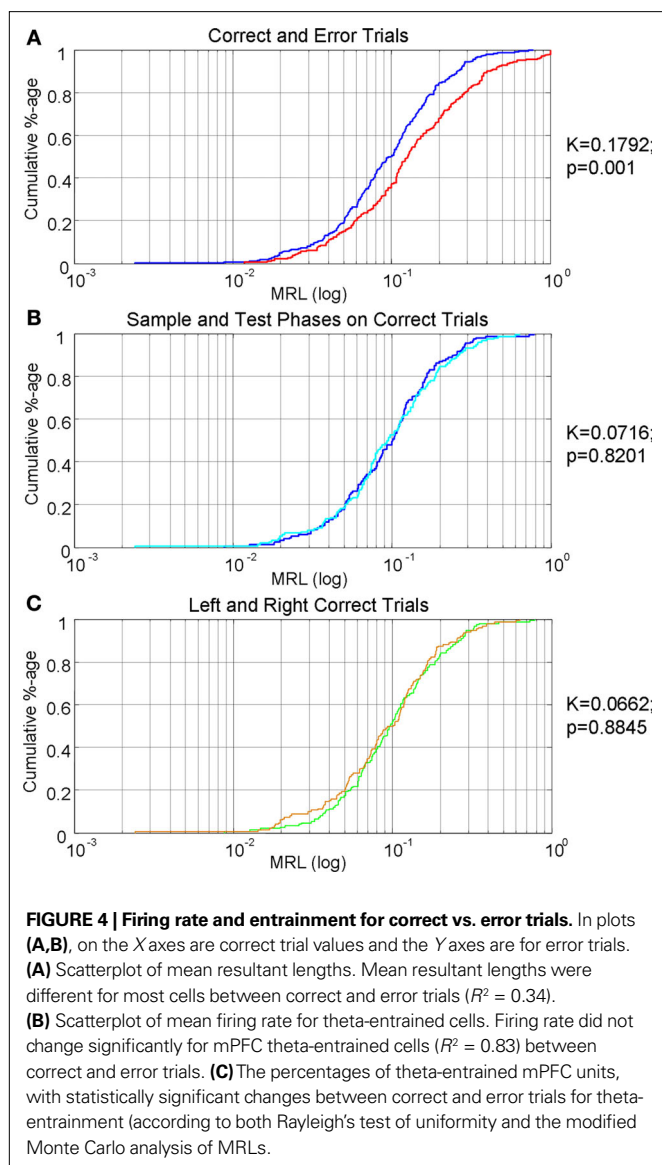 A
Correct and Error Trials
1
0.8
0.6
0.4
0.2
0
Cumulative %-age
10⁻³
10⁻²
10⁻¹
10⁰
MRL (log)
K=0.1792;
p=0.001
B
Sample and Test Phases on Correct Trials
1
0.8
0.6
0.4
0.2
0
Cumulative %-age
10⁻³
10⁻²
10⁻¹
10⁰
MRL (log)
K=0.0716;
p=0.8201
C
Left and Right Correct Trials
1
0.8
0.6
0.4
0.2
0
Cumulative %-age
10⁻³
10⁻²
10⁻¹
10⁰
MRL (log)
K=0.0662;
p=0.8845
FIGURE 4 | Firing rate and entrainment for correct vs. error trials. In plots
(A,B), on the X axes are correct trial values and the Y axes are for error trials.
(A) Scatterplot of mean resultant lengths. Mean resultant lengths were
different for most cells between correct and error trials (R² = 0.34).
(B) Scatterplot of mean firing rate for theta-entrained cells. Firing rate did not
change significantly for mPFC theta-entrained cells (R² = 0.83) between
correct and error trials. (C) The percentages of theta-entrained mPFC units,
with statistically significant changes between correct and error trials for theta-
entrainment (according to both Rayleigh's test of uniformity and the modified
Monte Carlo analysis of MRLs.